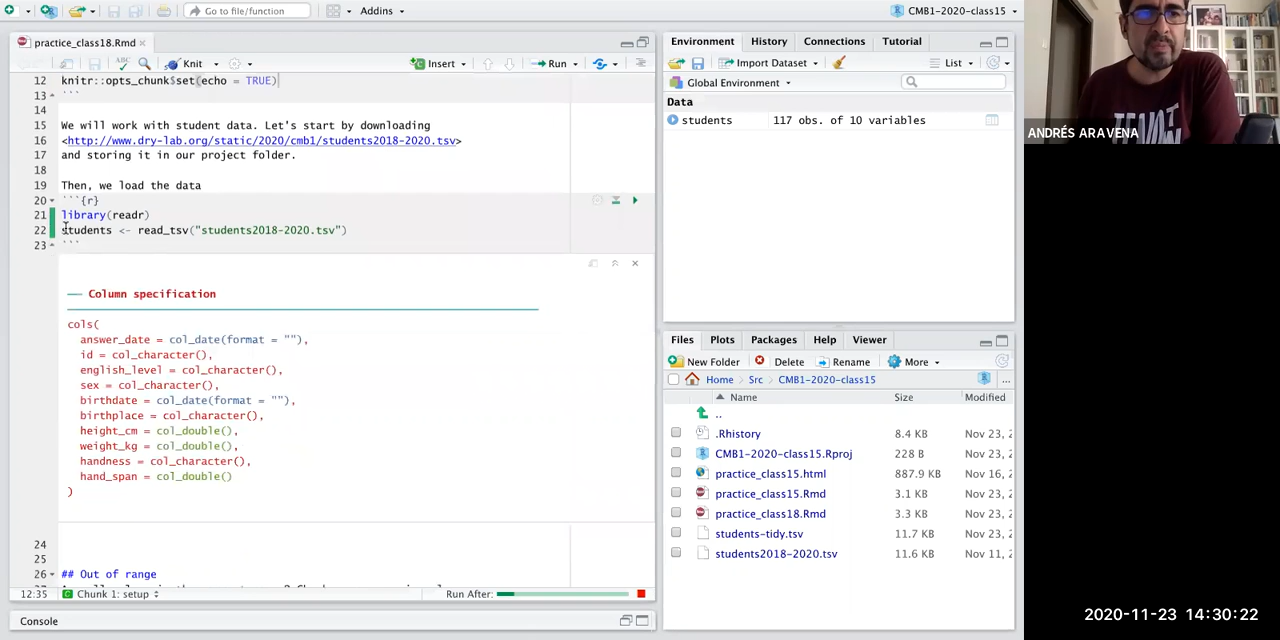 Go to file/function
Addins
CMB1-2020-class15
practice_class18.Rmd
ABC
Knit
Insert
Run
12 knitr::opts_chunk$set(echo = TRUE)
13 ```
14
15 We will work with student data. Let's start by downloading
16 <http://www.dry-lab.org/static/2020/cmb1/students2018-2020.tsv>
17 and storing it in our project folder.
18
19 Then, we load the data
20 ```{r}
21 library(readr)
22 students <- read_tsv("students2018-2020.tsv")
23 ```
── Column specification
cols(
answer_date = col_date(format = ""),
id = col_character(),
english_level = col_character(),
sex = col_character(),
birthdate = col_date(format = ""),
birthplace = col_character(),
height_cm = col_double(),
weight_kg = col_double(),
handness = col_character(),
hand_span = col_double()
)
24
25
26 ## Out of range
12:35 Chunk 1: setup Run After:
Console
Environment History Connections Tutorial
Import Dataset List
Global Environment
Data
students 117 obs. of 10 variables
Files Plots Packages Help Viewer
New Folder Delete Rename More
Home Src CMB1-2020-class15 ...
Name Size Modified
..
.Rhistory 8.4 KB Nov 23, 2
CMB1-2020-class15.Rproj 228 B Nov 23, 2
practice_class15.html 887.9 KB Nov 16, 2
practice_class15.Rmd 3.1 KB Nov 23, 2
practice_class18.Rmd 3.3 KB Nov 23, 2
students-tidy.tsv 11.7 KB Nov 23, 2
students2018-2020.tsv 11.6 KB Nov 11, 2
ANDRÉS ARAVENA
2020-11-23 14:30:22